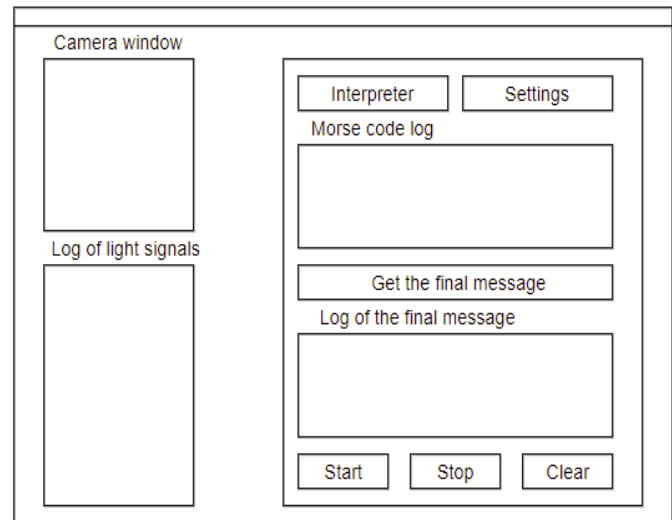 Camera window
Log of light signals
Interpreter
Settings
Morse code log
Get the final message
Log of the final message
Start
Stop
Clear